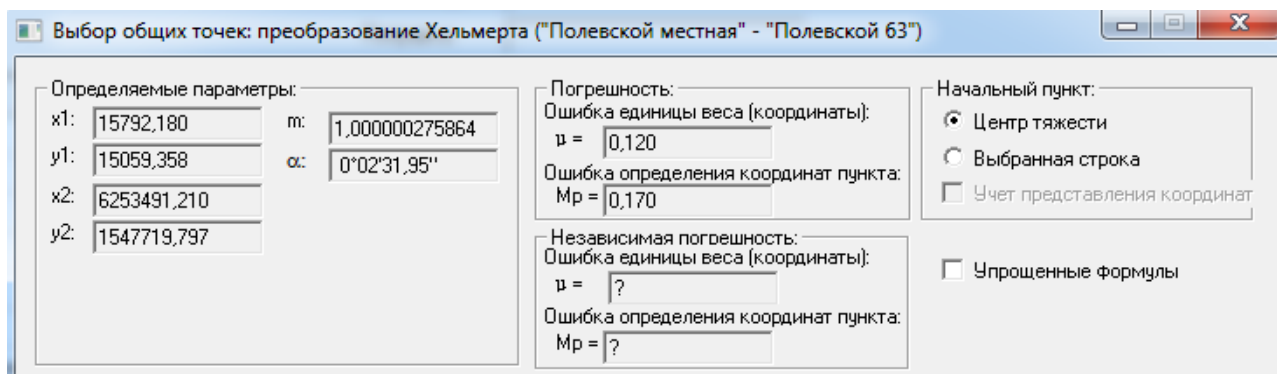 Выбор общих точек: преобразование Хельмерта ("Полевской местная" - "Полевской 63")
Определяемые параметры:
x1: 15792,180 m: 1,000000275864
y1: 15059,358 α: 0°02'31,95''
x2: 6253491,210
y2: 1547719,797
Погрешность:
Ошибка единицы веса (координаты):
μ = 0,120
Ошибка определения координат пункта:
Mp = 0,170
Независимая погрешность:
Ошибка единицы веса (координаты):
μ = ?
Ошибка определения координат пункта:
Mp = ?
Начальный пункт:
Центр тяжести
Выбранная строка
Учет представления координат
Упрощенные формулы